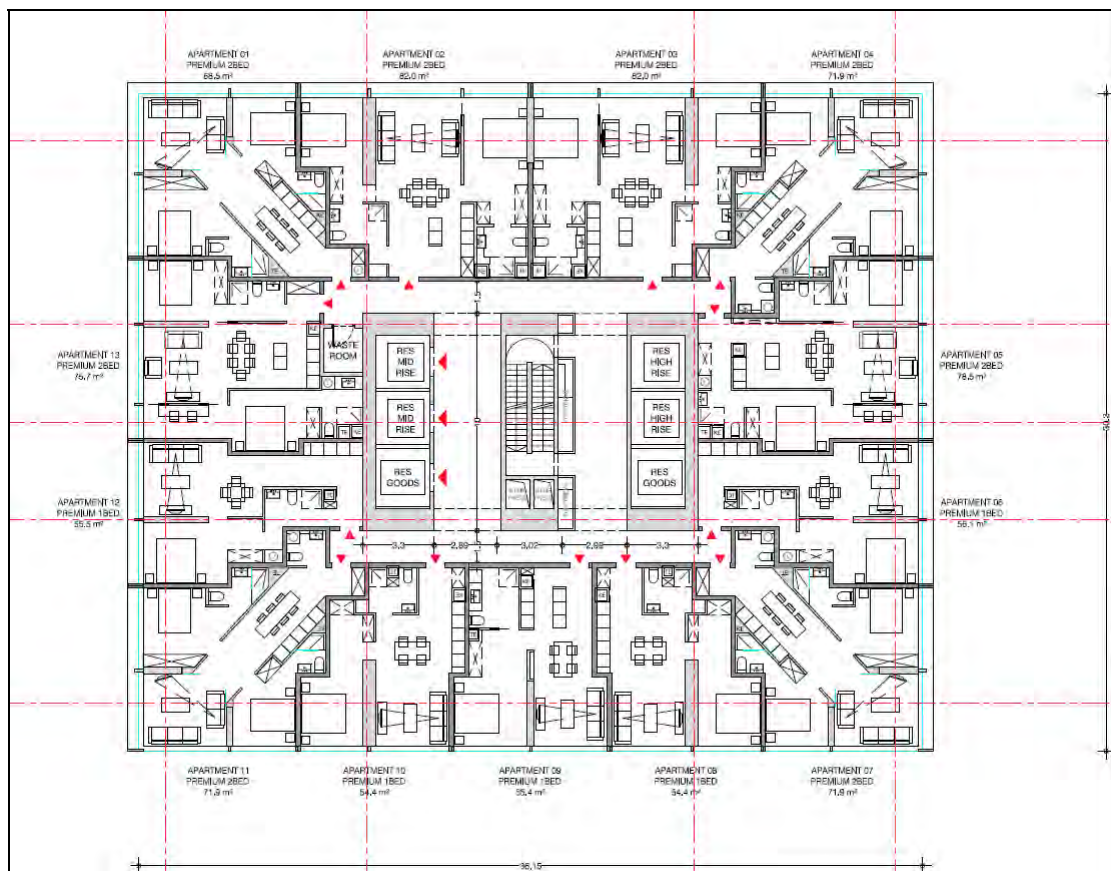 APARTMENT 01
PREMIUM 2BED
68.5 m²
APARTMENT 02
PREMIUM 2BED
82.0 m²
APARTMENT 03
PREMIUM 2BED
82.0 m²
APARTMENT 04
PREMIUM 2BED
71.9 m²
APARTMENT 13
PREMIUM 2BED
75.7 m²
WASTE
ROOM
RES
MID
RISE
RES
HIGH
RISE
APARTMENT 05
PREMIUM 2BED
78.5 m²
RES
MID
RISE
RES
HIGH
RISE
RES
GOODS
RES
GOODS
APARTMENT 12
PREMIUM 1BED
55.5 m²
APARTMENT 06
PREMIUM 1BED
56.1 m²
3.3
3.02
3.3
APARTMENT 11
PREMIUM 2BED
71.9 m²
APARTMENT 10
PREMIUM 1BED
54.4 m²
APARTMENT 09
PREMIUM 1BED
55.4 m²
APARTMENT 08
PREMIUM 1BED
54.4 m²
APARTMENT 07
PREMIUM 2BED
71.9 m²
36.15